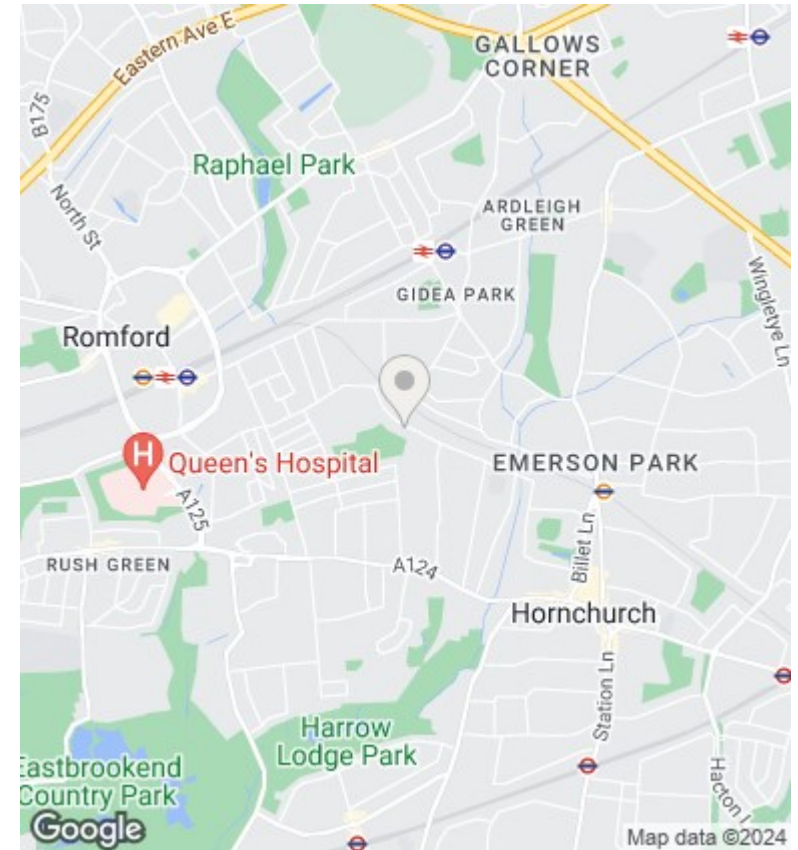 Eastern Ave E
GALLOWS
CORNER
B175
Raphael Park
North St
ARDLEIGH
GREEN
GIDEA PARK
Wingletye Ln
Romford
H
Queen's Hospital
EMERSON PARK
A125
Billet Ln
RUSH GREEN
A124
Hornchurch
Station Ln
Harrow
Lodge Park
Eastbrookend
Country Park
Hacton
Google
Map data ©2024